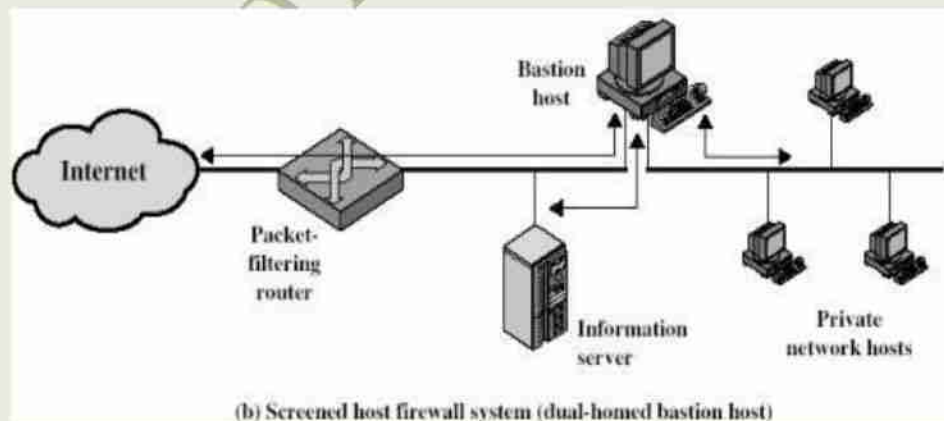 Bastion
host
Internet
Packet-
filtering
router
Information
server
Private
network hosts
(b) Screened host firewall system (dual-homed bastion host)